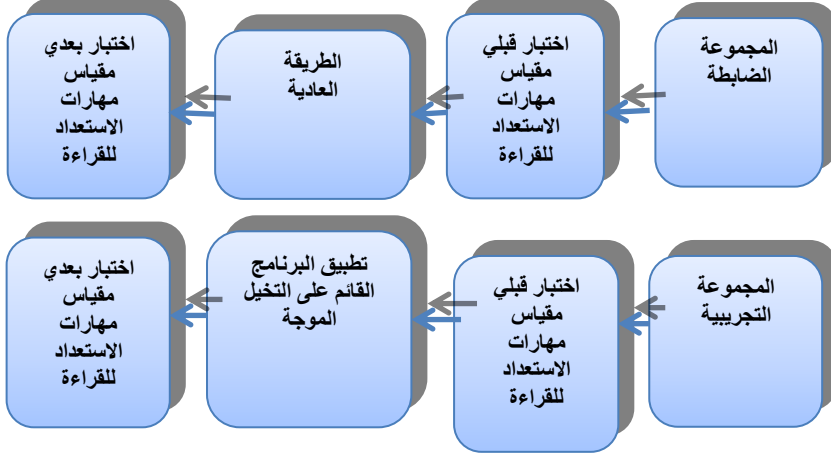 المجموعة
الضابطة
اختبار قبلي
مقياس
مهارات
الاستعداد
للقراءة
الطريقة
العادية
اختبار بعدي
مقياس
مهارات
الاستعداد
للقراءة
المجموعة
التجريبية
اختبار قبلي
مقياس
مهارات
الاستعداد
للقراءة
تطبيق البرنامج
القائم على التخيل
الموجة
اختبار بعدي
مقياس
مهارات
الاستعداد
للقراءة